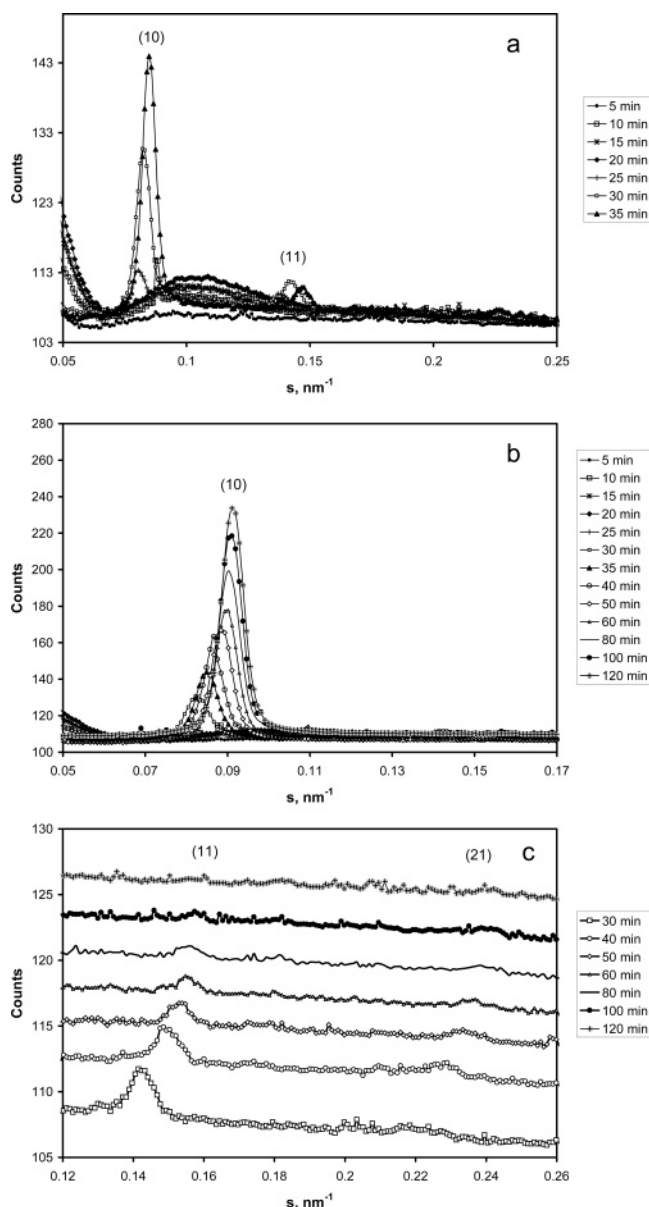 a
(10)
(11)
143
133
123
113
103
Counts
0.05
0.1
0.15
0.2
0.25
s, nm-1
5 min
10 min
15 min
20 min
25 min
30 min
35 min
b
(10)
280
260
240
220
200
180
160
140
120
100
Counts
0.05
0.07
0.09
0.11
0.13
0.15
0.17
s, nm-1
5 min
10 min
15 min
20 min
25 min
30 min
35 min
40 min
50 min
60 min
80 min
100 min
120 min
c
(11)
(21)
130
125
120
115
110
105
Counts
0.12
0.14
0.16
0.18
0.2
0.22
0.24
0.26
s, nm-1
30 min
40 min
50 min
60 min
80 min
100 min
120 min